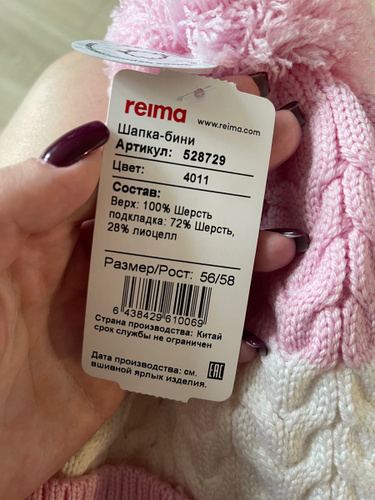 reima
www.reima.com
Шапка-бини
Артикул: 528729
Цвет: 4011
Состав:
Верх: 100% Шерсть
подкладка: 72% Шерсть,
28% лиоцелл
Размер/Рост: 56/58
6 438429 610069
Страна производства: Китай
срок службы не ограничен
Дата производства: см.
вшивной ярлык изделия.
EAC